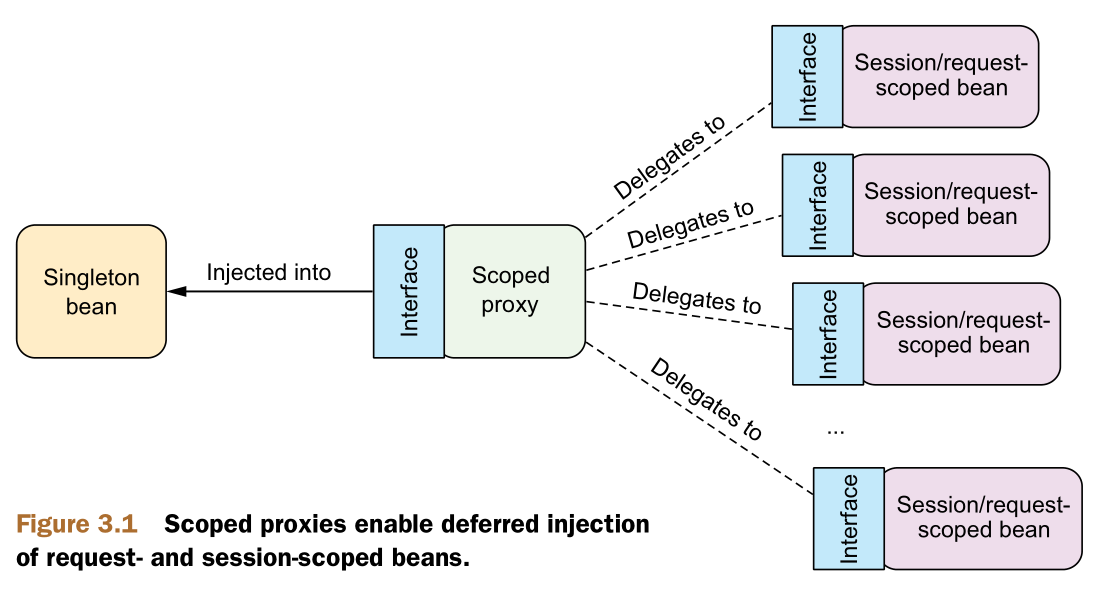 Singleton
bean
Injected into
Interface
Scoped
proxy
Delegates to
Interface
Session/request-
scoped bean
Delegates to
Interface
Session/request-
scoped bean
Delegates to
Interface
Session/request-
scoped bean
...
Delegates to
Interface
Session/request-
scoped bean
Figure 3.1 Scoped proxies enable deferred injection
of request- and session-scoped beans.